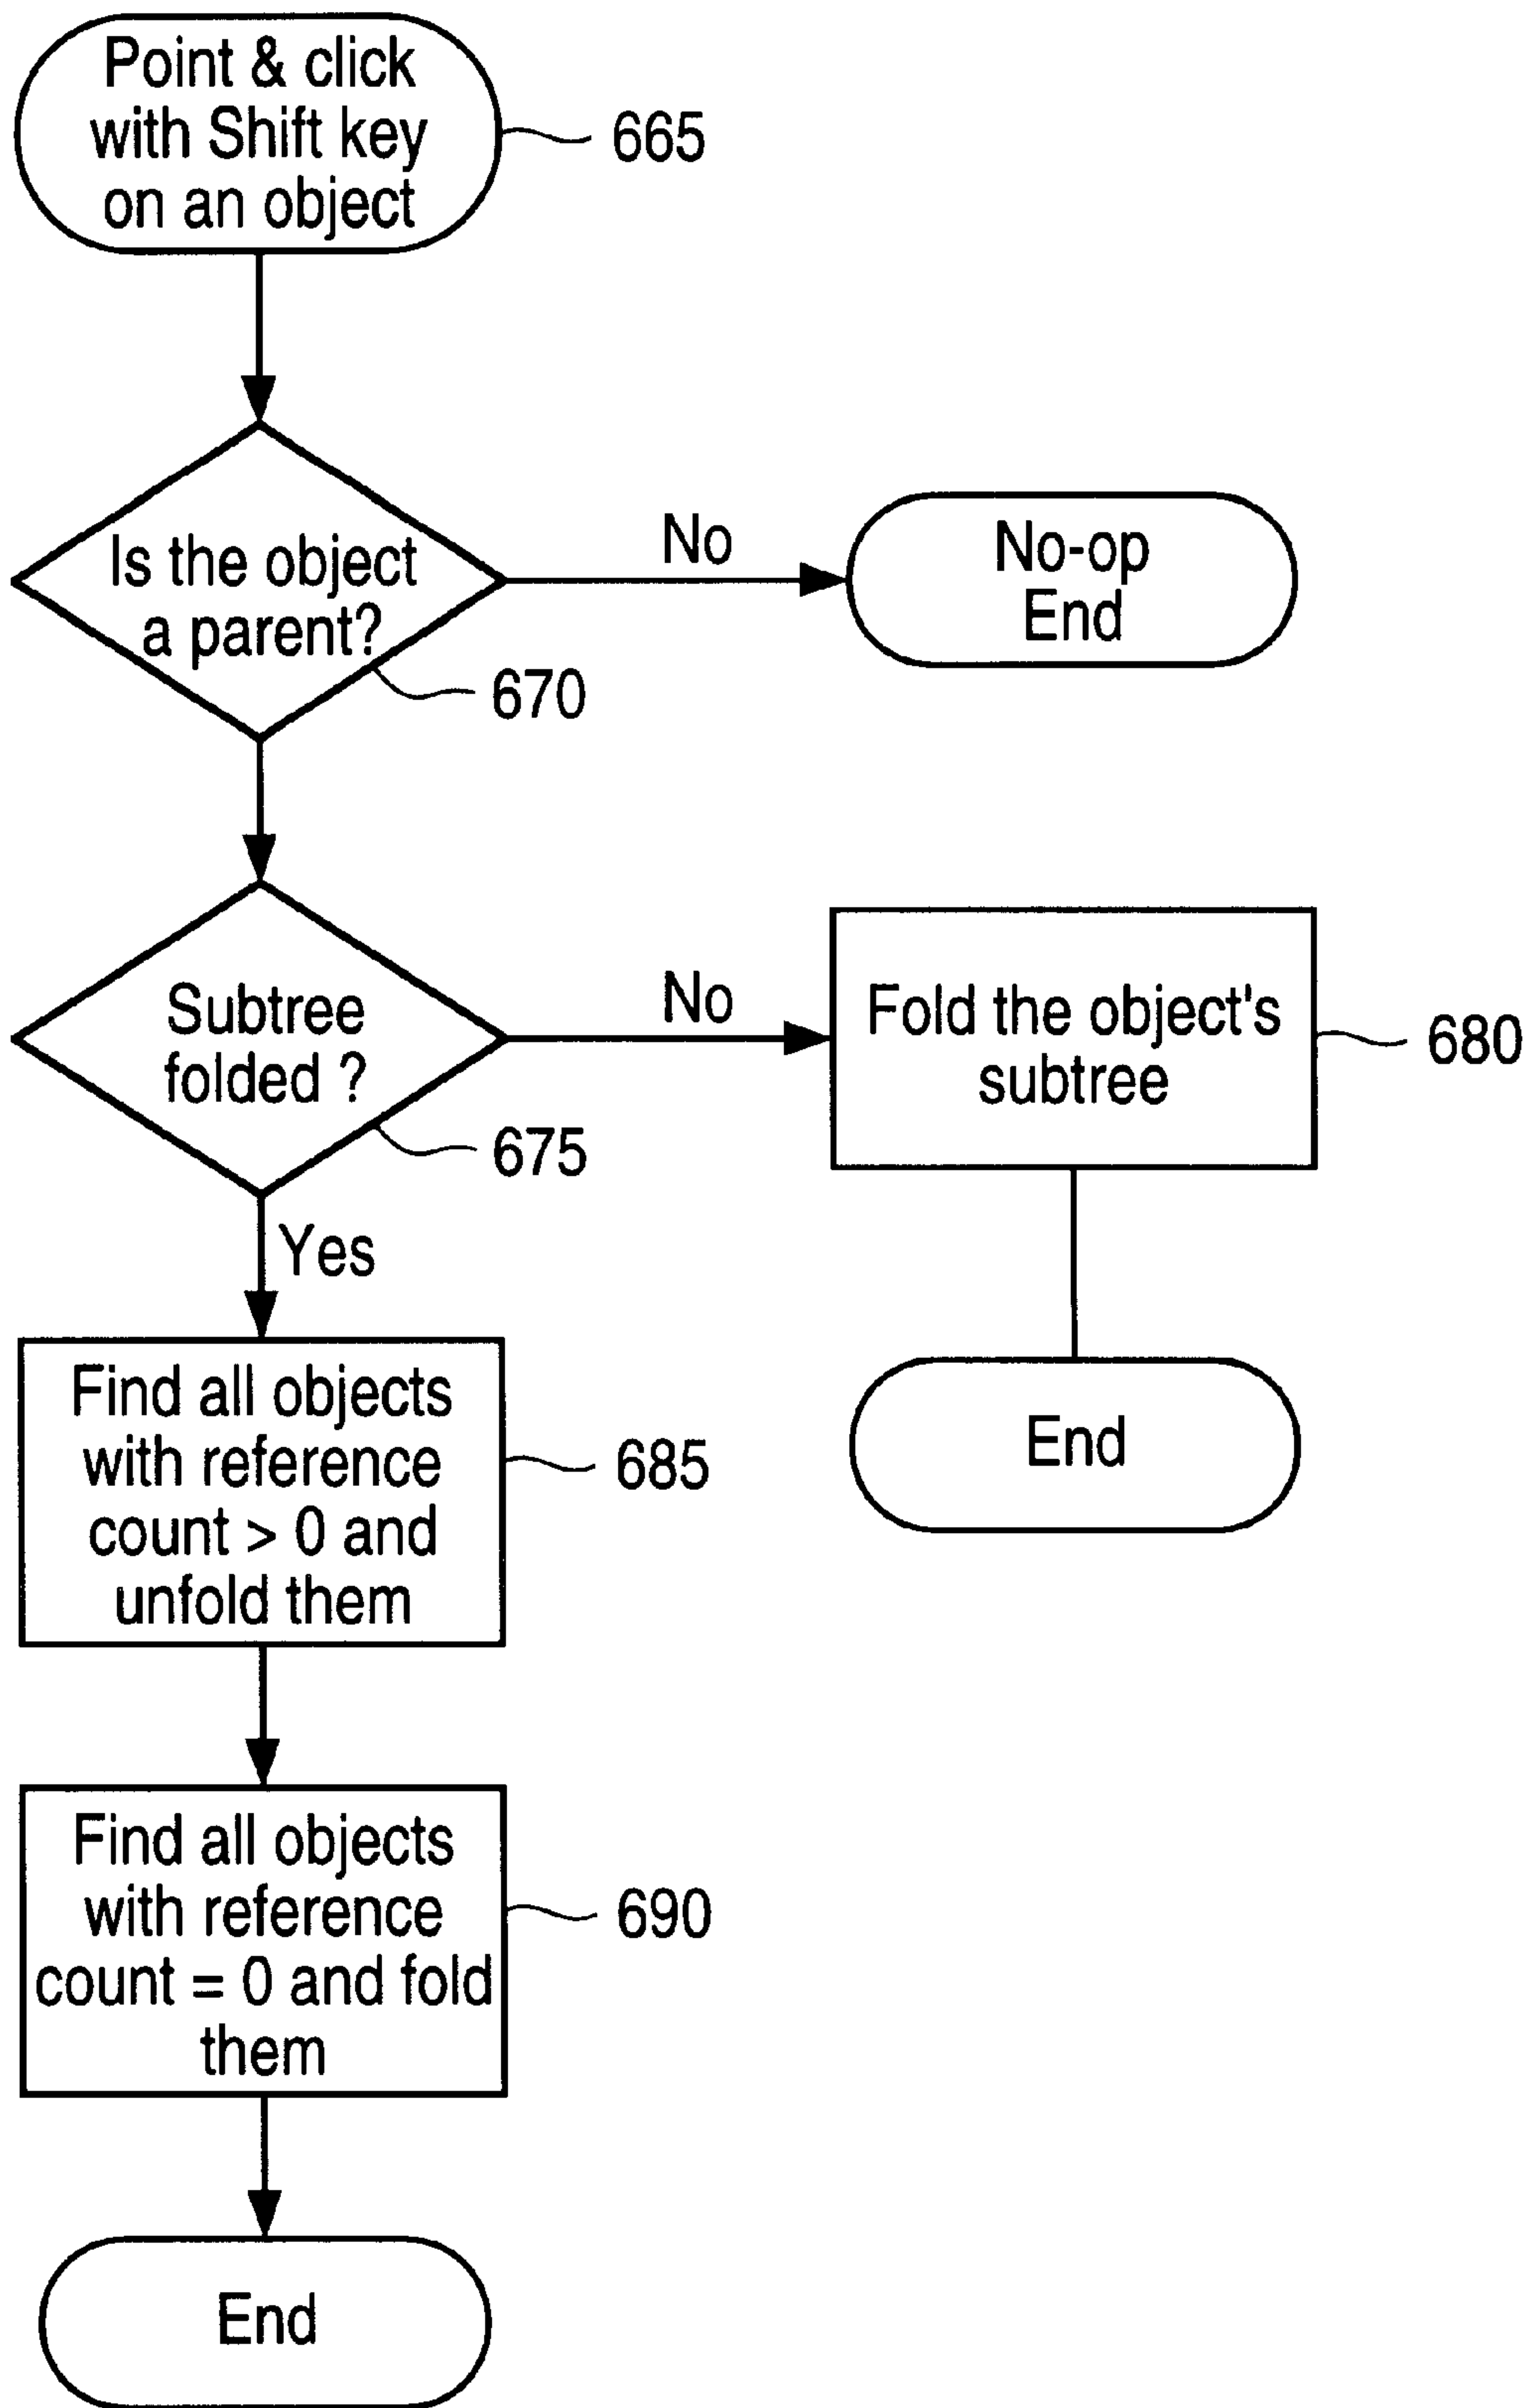 Point & click
with Shift key
on an object
665
Is the object
a parent?
670
No
No-op
End
Subtree
folded ?
675
No
Fold the object's
subtree
680
End
Yes
Find all objects
with reference
count > 0 and
unfold them
685
Find all objects
with reference
count = 0 and fold
them
690
End